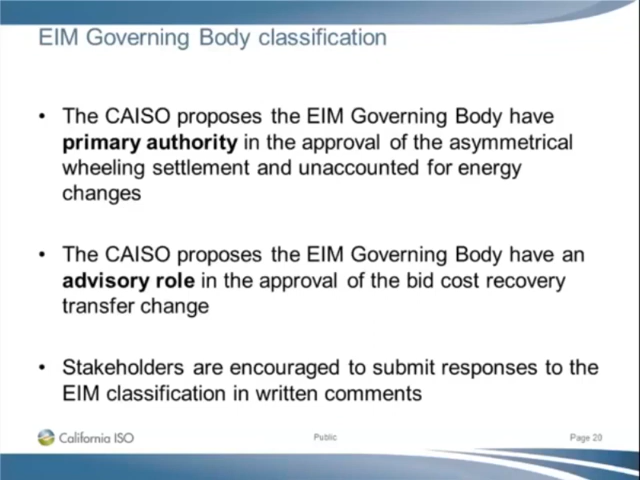 EIM Governing Body classification
• The CAISO proposes the EIM Governing Body have
primary authority in the approval of the asymmetrical
wheeling settlement and unaccounted for energy
changes
• The CAISO proposes the EIM Governing Body have an
advisory role in the approval of the bid cost recovery
transfer change
• Stakeholders are encouraged to submit responses to the
EIM classification in written comments
California ISO
Public
Page 20